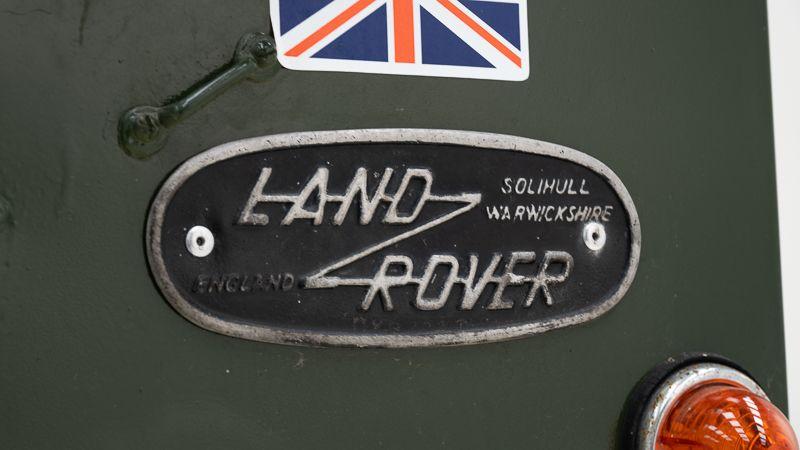 LAND
SOLIHULL
WARWICKSHIRE
ENGLAND
ROVER